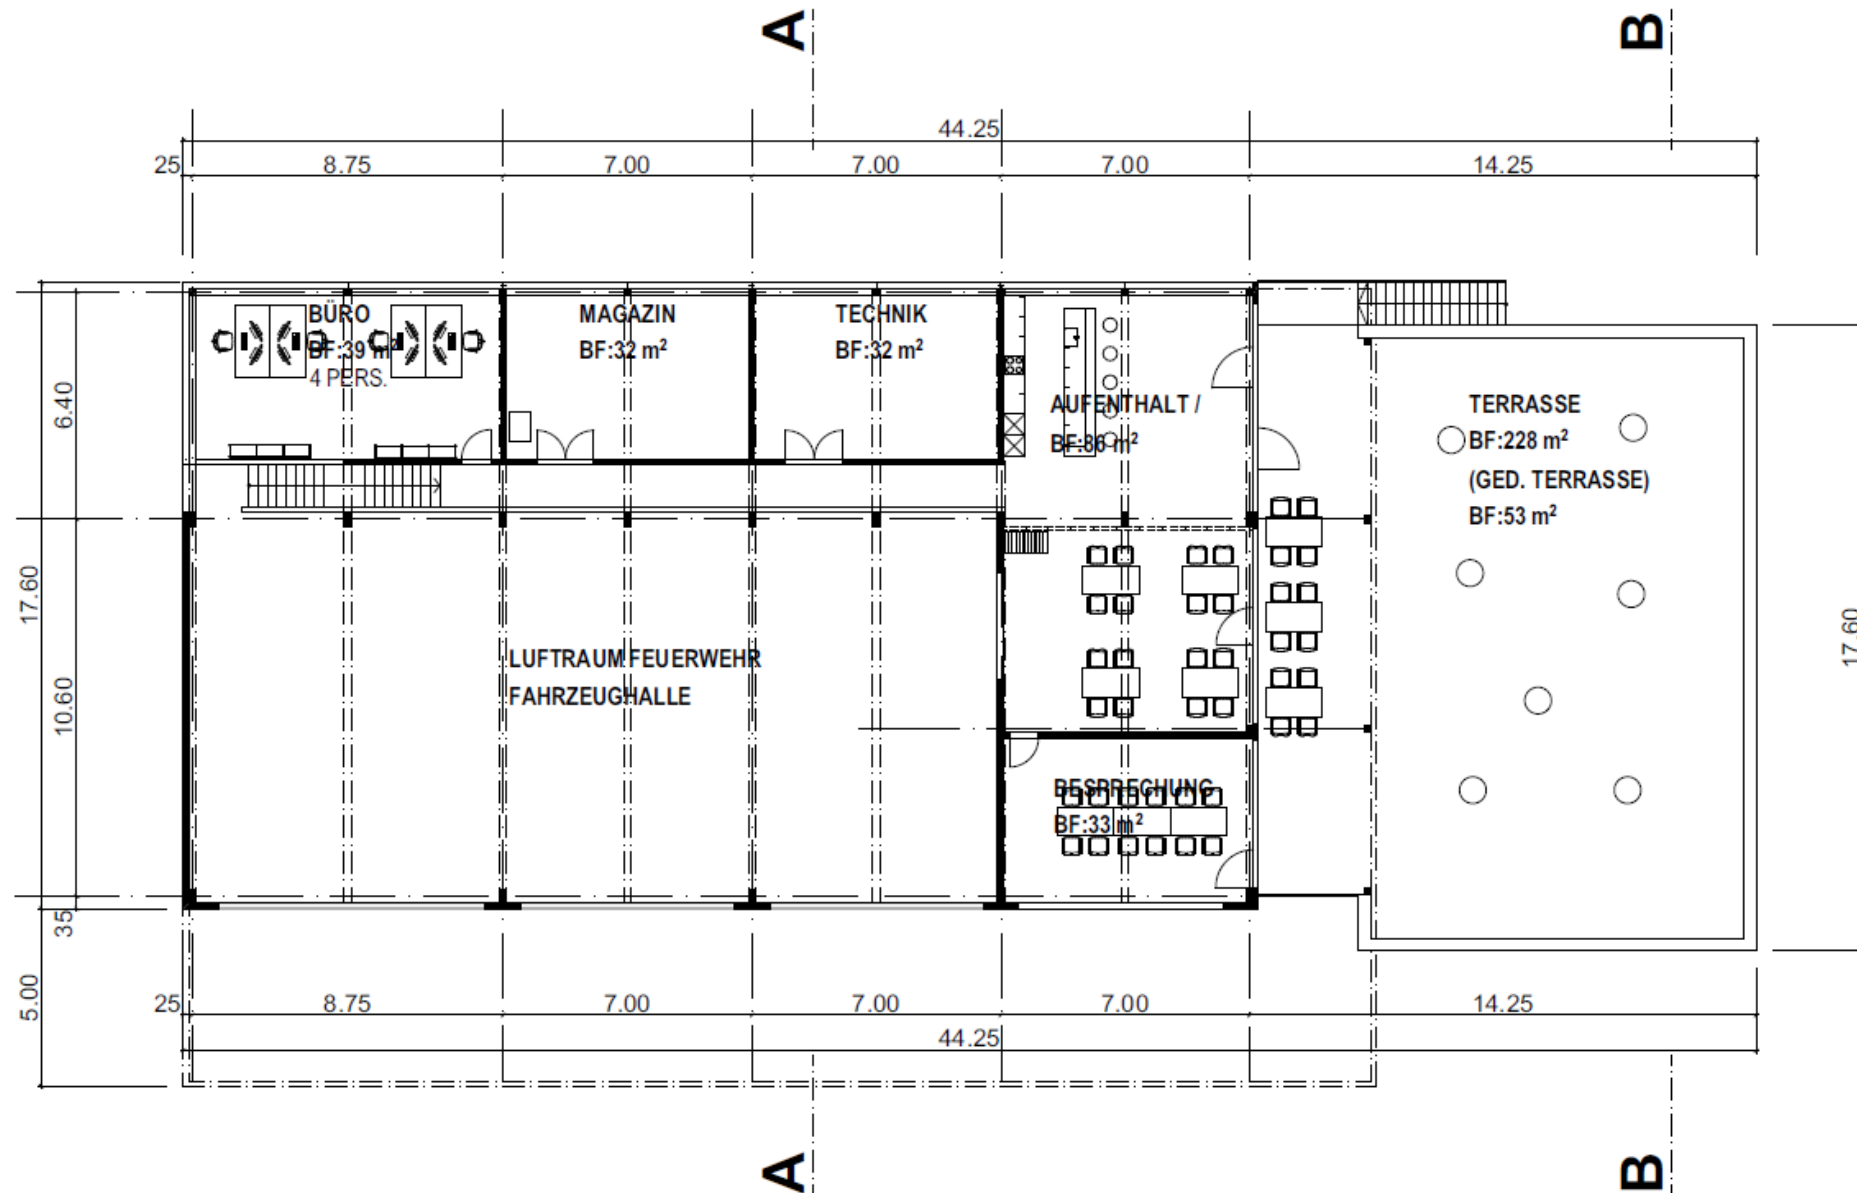 A
B
44.25
25
8.75
7.00
7.00
7.00
14.25
BÜRO
BF:39 m²
4 PERS.
MAGAZIN
BF:32 m²
TECHNIK
BF:32 m²
AUFENTHALT /
BF:86 m²
TERRASSE
BF:228 m²
(GED. TERRASSE)
BF:53 m²
6.40
17.60
10.60
35
5.00
17.60
LUFTRAUM FEUERWEHR
FAHRZEUGHALLE
BESPRECHUNG
BF:33 m²
25
8.75
7.00
7.00
7.00
14.25
44.25
A
B